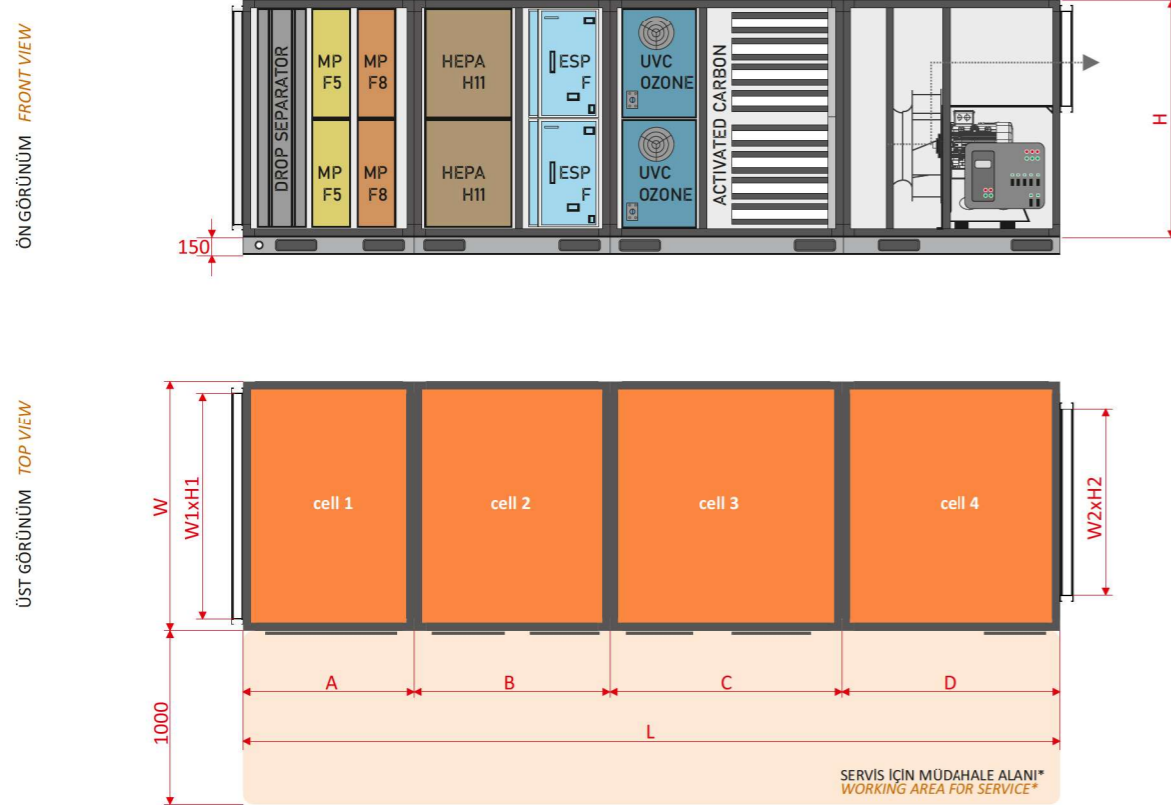 ÖN GÖRÜNÜM FRONT VIEW
DROP SEPARATOR
MP
F5
MP
F8
HEPA
H11
ESP
F
UVC
OZONE
ACTIVATED CARBON
MP
F5
MP
F8
HEPA
H11
ESP
F
UVC
OZONE
H
150
ÜST GÖRÜNÜM TOP VIEW
W
W1xH1
cell 1
cell 2
cell 3
cell 4
W2xH2
1000
A
B
C
D
L
SERVİS İÇİN MÜDAHALE ALANI*
WORKING AREA FOR SERVICE*